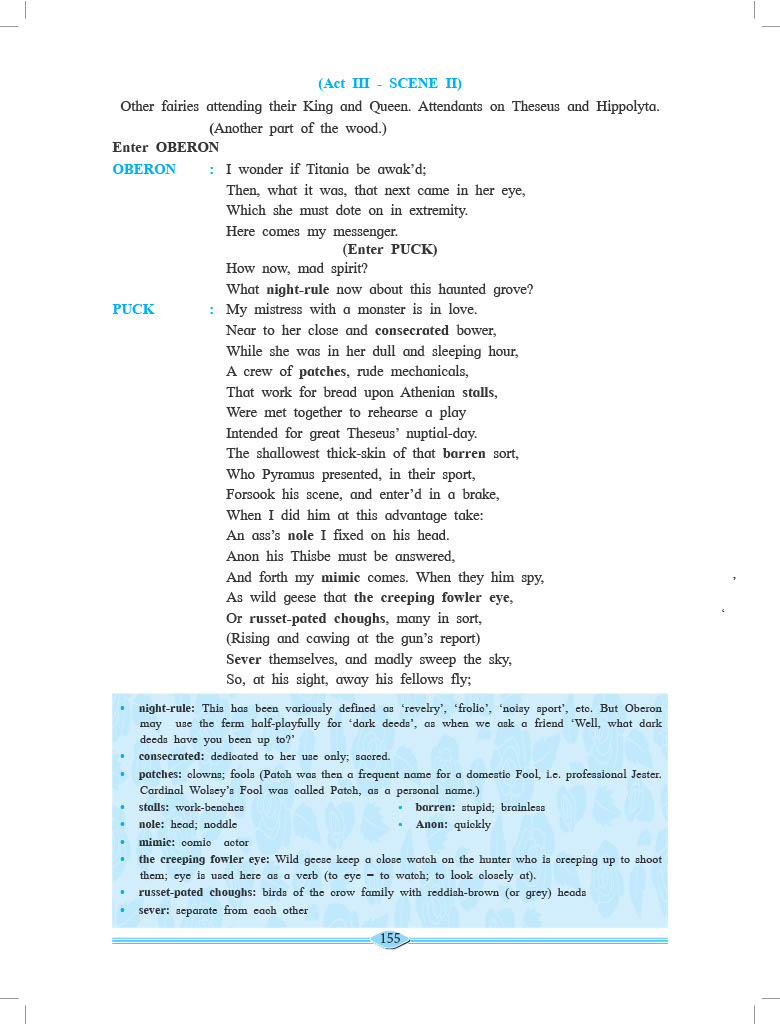 (Act III - SCENE II)
Other fairies attending their King and Queen. Attendants on Theseus and Hippolyta.
(Another part of the wood.)
Enter OBERON
OBERON : I wonder if Titania be awak'd;
Then, what it was, that next came in her eye,
Which she must dote on in extremity.
Here comes my messenger.
(Enter PUCK)
How now, mad spirit?
What night-rule now about this haunted grove?
PUCK : My mistress with a monster is in love.
Near to her close and consecrated bower,
While she was in her dull and sleeping hour,
A crew of patches, rude mechanicals,
That work for bread upon Athenian stalls,
Were met together to rehearse a play
Intended for great Theseus' nuptial-day.
The shallowest thick-skin of that barren sort,
Who Pyramus presented, in their sport,
Forsook his scene, and enter'd in a brake,
When I did him at this advantage take:
An ass's nole I fixed on his head.
Anon his Thisbe must be answered,
And forth my mimic comes. When they him spy,
As wild geese that the creeping fowler eye,
Or russet-pated choughs, many in sort,
(Rising and cawing at the gun's report)
Sever themselves, and madly sweep the sky,
So, at his sight, away his fellows fly;
• night-rule: This has been variously defined as 'revelry', 'frolic', 'noisy sport', etc. But Oberon
may use the ferm half-playfully for 'dark deeds', as when we ask a friend 'Well, what dark
deeds have you been up to?'
• consecrated: dedicated to her use only; sacred.
• patches: clowns; fools (Patch was then a frequent name for a domestic Fool, i.e. professional Jester.
Cardinal Wolsey's Fool was called Patch, as a personal name.)
• stalls: work-benches • barren: stupid; brainless
• nole: head; noddle • Anon: quickly
• mimic: comic actor
• the creeping fowler eye: Wild geese keep a close watch on the hunter who is creeping up to shoot
them; eye is used here as a verb (to eye = to watch; to look closely at).
• russet-pated choughs: birds of the crow family with reddish-brown (or grey) heads
• sever: separate from each other
155